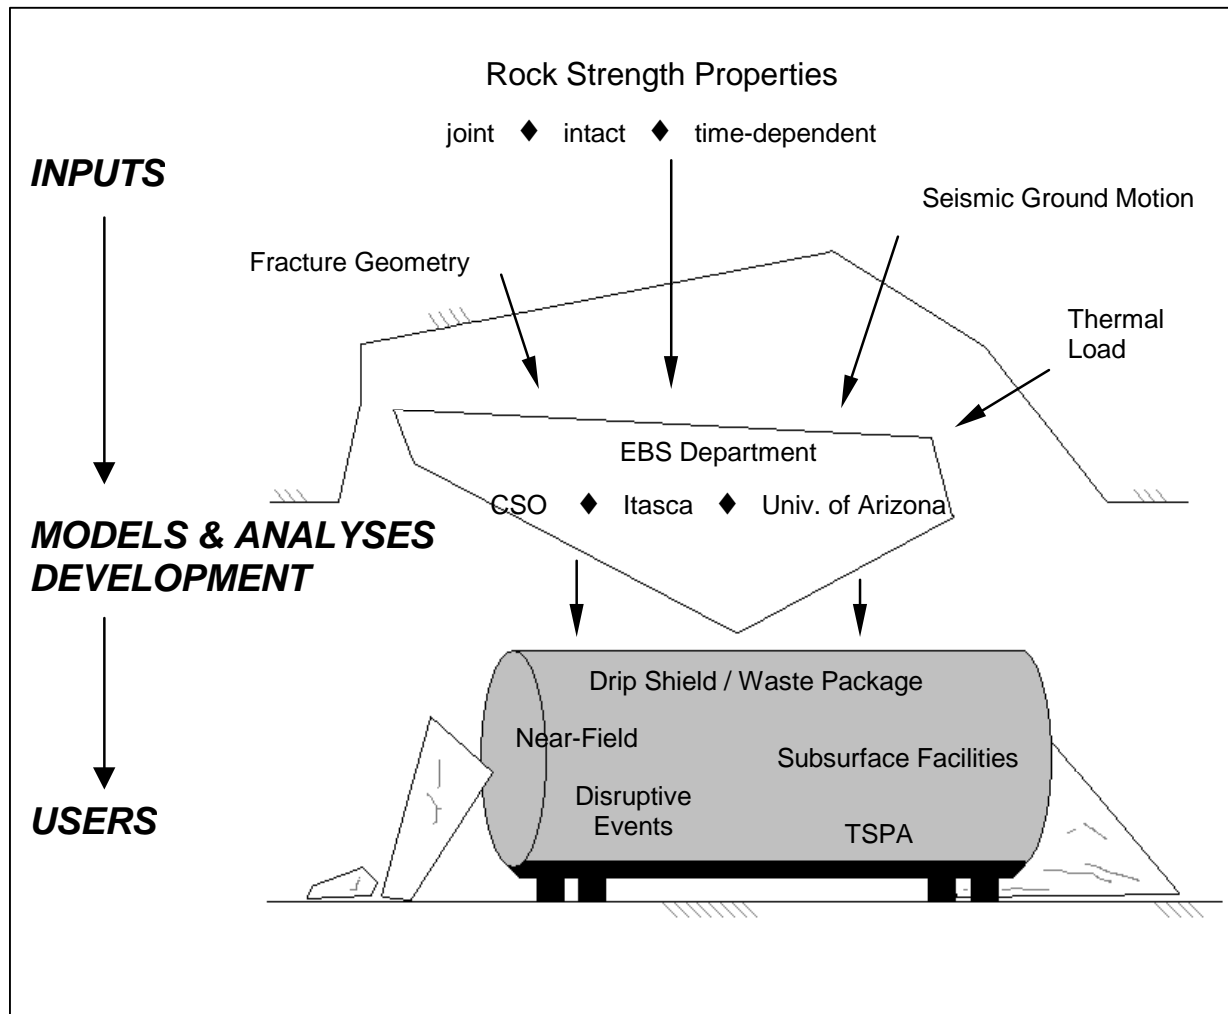 Rock Strength Properties
joint ♦ intact ♦ time-dependent
INPUTS
Seismic Ground Motion
Fracture Geometry
Thermal
Load
EBS Department
CSO ♦ Itasca ♦ Univ. of Arizona
MODELS & ANALYSES
DEVELOPMENT
Drip Shield / Waste Package
Near-Field
Subsurface Facilities
Disruptive
Events
USERS
TSPA